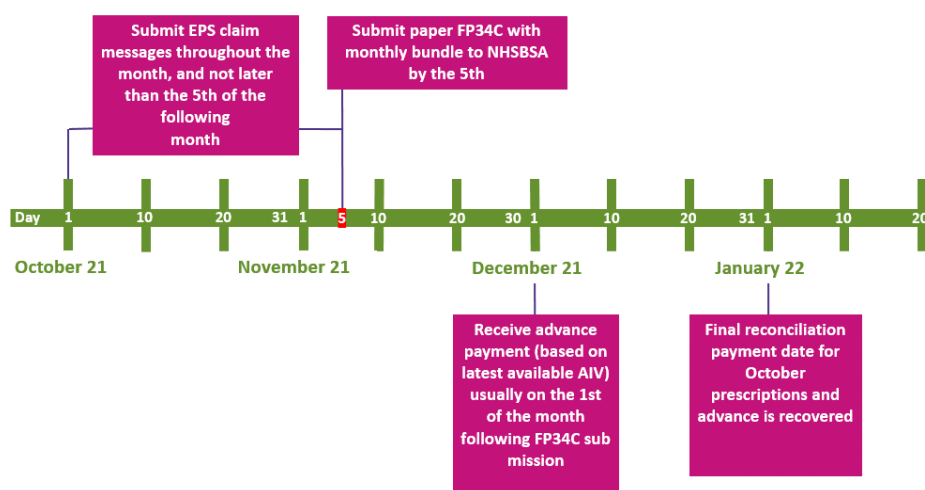 Submit EPS claim
messages throughout the
month, and not later
than the 5th of the
following
month
Submit paper FP34C with
monthly bundle to NHSBSA
by the 5th
Day 1 10 20 31 1 5 10 20 30 1 10 20 31 1 10 20
October 21 November 21 December 21 January 22
Receive advance
payment (based on
latest available AIV)
usually on the 1st
of the month
following FP34C sub
mission
Final reconciliation
payment date for
October
prescriptions and
advance is recovered